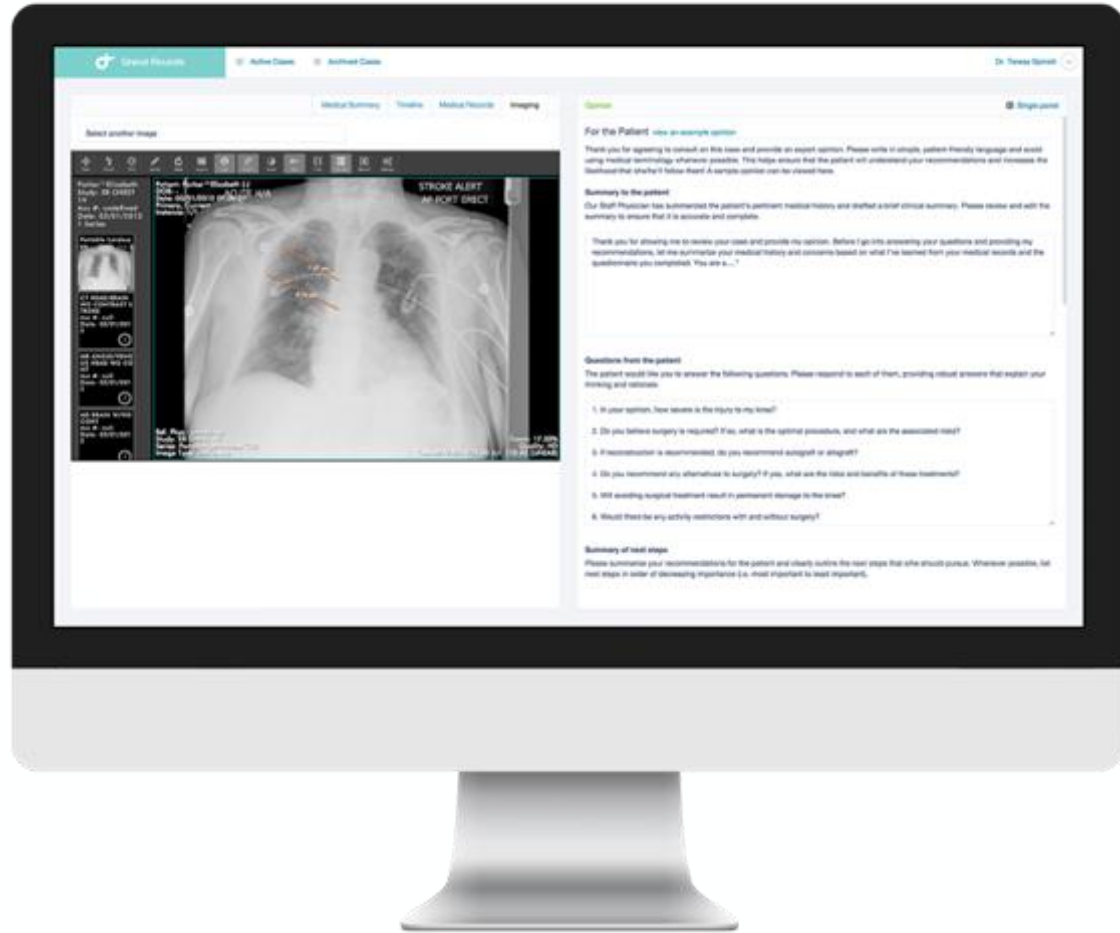 Grand Rounds
Active Cases
Archived Cases
Dr. Teresa Spinelli
Medical Summary
Timeline
Medical Records
Imaging
Select another image
STROKE ALERT
AP PORT ERECT
Opinion
Single panel
For the Patient view an example opinion
Thank you for agreeing to consult on this case and provide an expert opinion. Please write in simple, patient-friendly language and avoid
using medical terminology whenever possible. This helps ensure that the patient will understand your recommendations and increases the
likelihood that she/he'll follow them! A sample opinion can be viewed here.
Summary to the patient
Our Staff Physician has summarized the patient's pertinent medical history and drafted a brief clinical summary. Please review and edit the
summary to ensure that it is accurate and complete.
Thank you for allowing me to review your case and provide my opinion. Before I go into answering your questions and providing my
recommendations, let me summarize your medical history and concerns based on what I've learned from your medical records and the
questionnaire you completed. You are a....?
Questions from the patient
The patient would like you to answer the following questions. Please respond to each of them, providing robust answers that explain your
thinking and rationale.
1. In your opinion, how severe is the injury to my knee?
2. Do you believe surgery is required? If so, what is the optimal procedure, and what are the associated risks?
3. If reconstruction is recommended, do you recommend autograft or allograft?
4. Do you recommend any alternatives to surgery? If yes, what are the risks and benefits of these treatments?
5. Will avoiding surgical treatment result in permanent damage to the knee?
6. Would there be any activity restrictions with and without surgery?
Summary of next steps
Please summarize your recommendations for the patient and clearly outline the next steps that s/he should pursue. Wherever possible, list
next steps in order of decreasing importance (i.e. most important to least important).